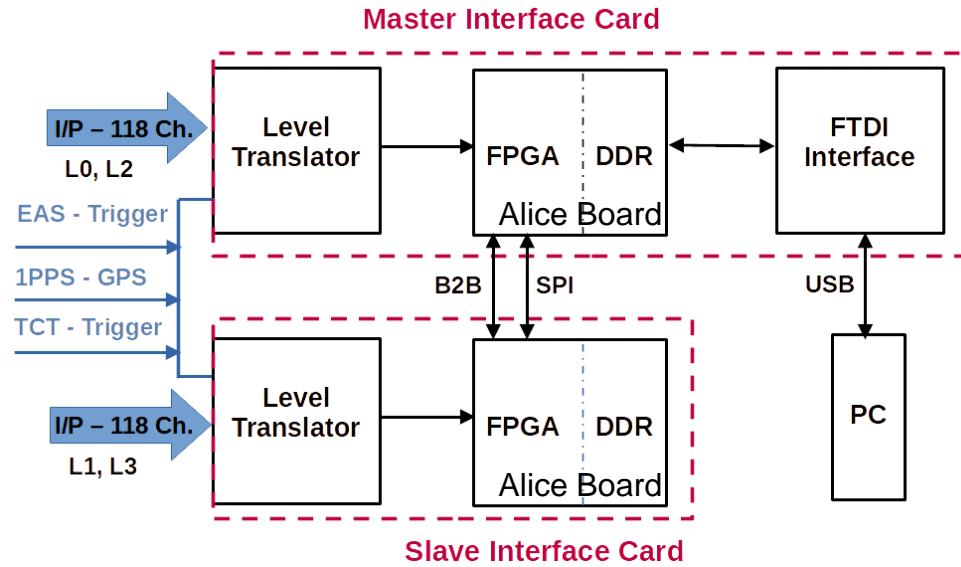 Master Interface Card
I/P – 118 Ch.
L0, L2
Level
Translator
FPGA
DDR
Alice Board
FTDI
Interface
EAS - Trigger
1PPS - GPS
TCT - Trigger
B2B
SPI
USB
I/P – 118 Ch.
L1, L3
Level
Translator
FPGA
DDR
Alice Board
PC
Slave Interface Card